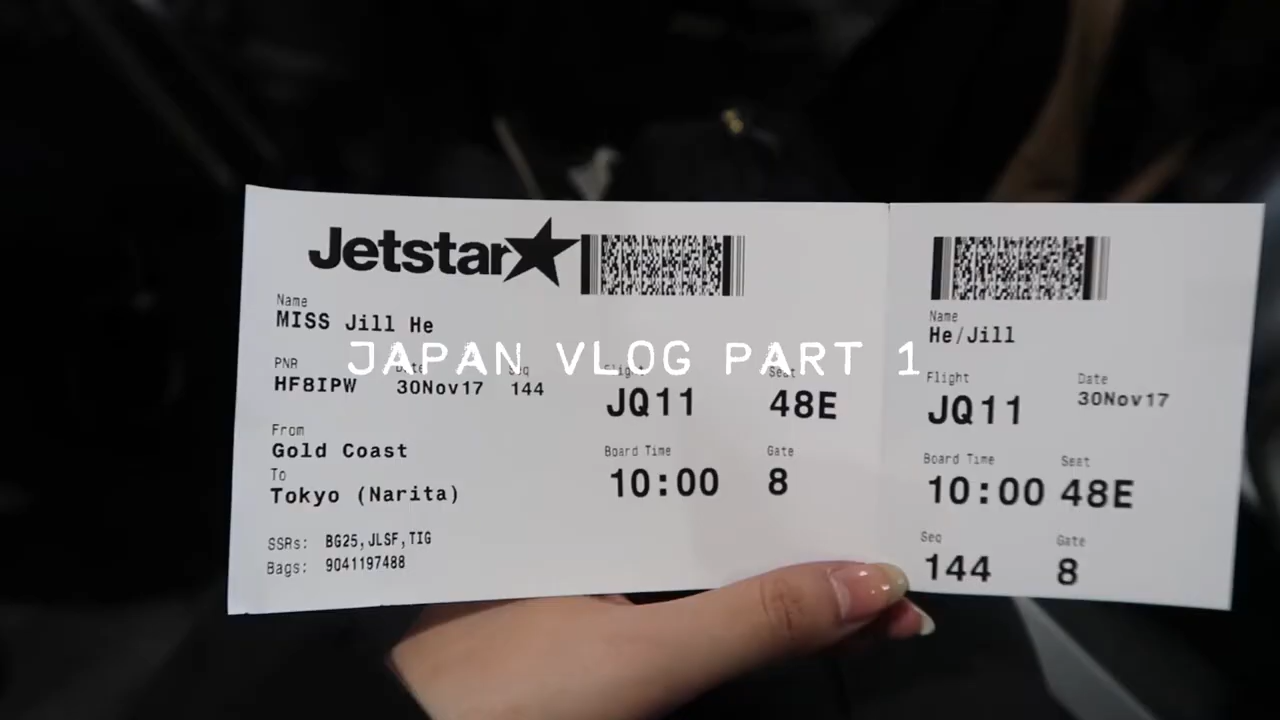 Jetstar
Name
MISS Jill He
JAPAN VLOG PART 1
PNR Date Seq
HF8IPW 30Nov17 144
From
Gold Coast
To
Tokyo (Narita)
SSRs: BG25,JLSF,TIG
Bags: 9041197488
Flight Seat
JQ11 48E
Board Time Gate
10:00 8
Name
He/Jill
Flight Date
JQ11 30Nov17
Board Time Seat
10:00 48E
Seq Gate
144 8